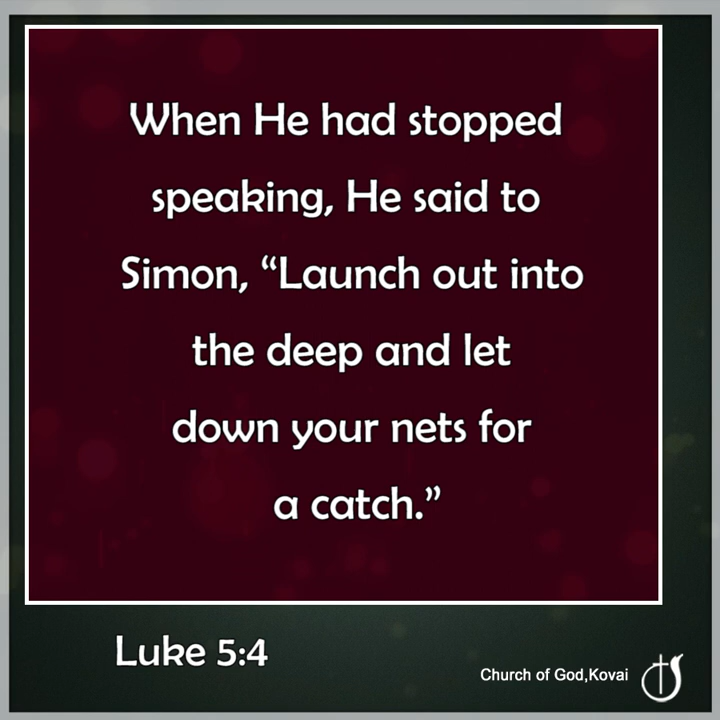 When He had stopped
speaking, He said to
Simon, “Launch out into
the deep and let
down your nets for
a catch.”
Luke 5:4
Church of God,Kovai